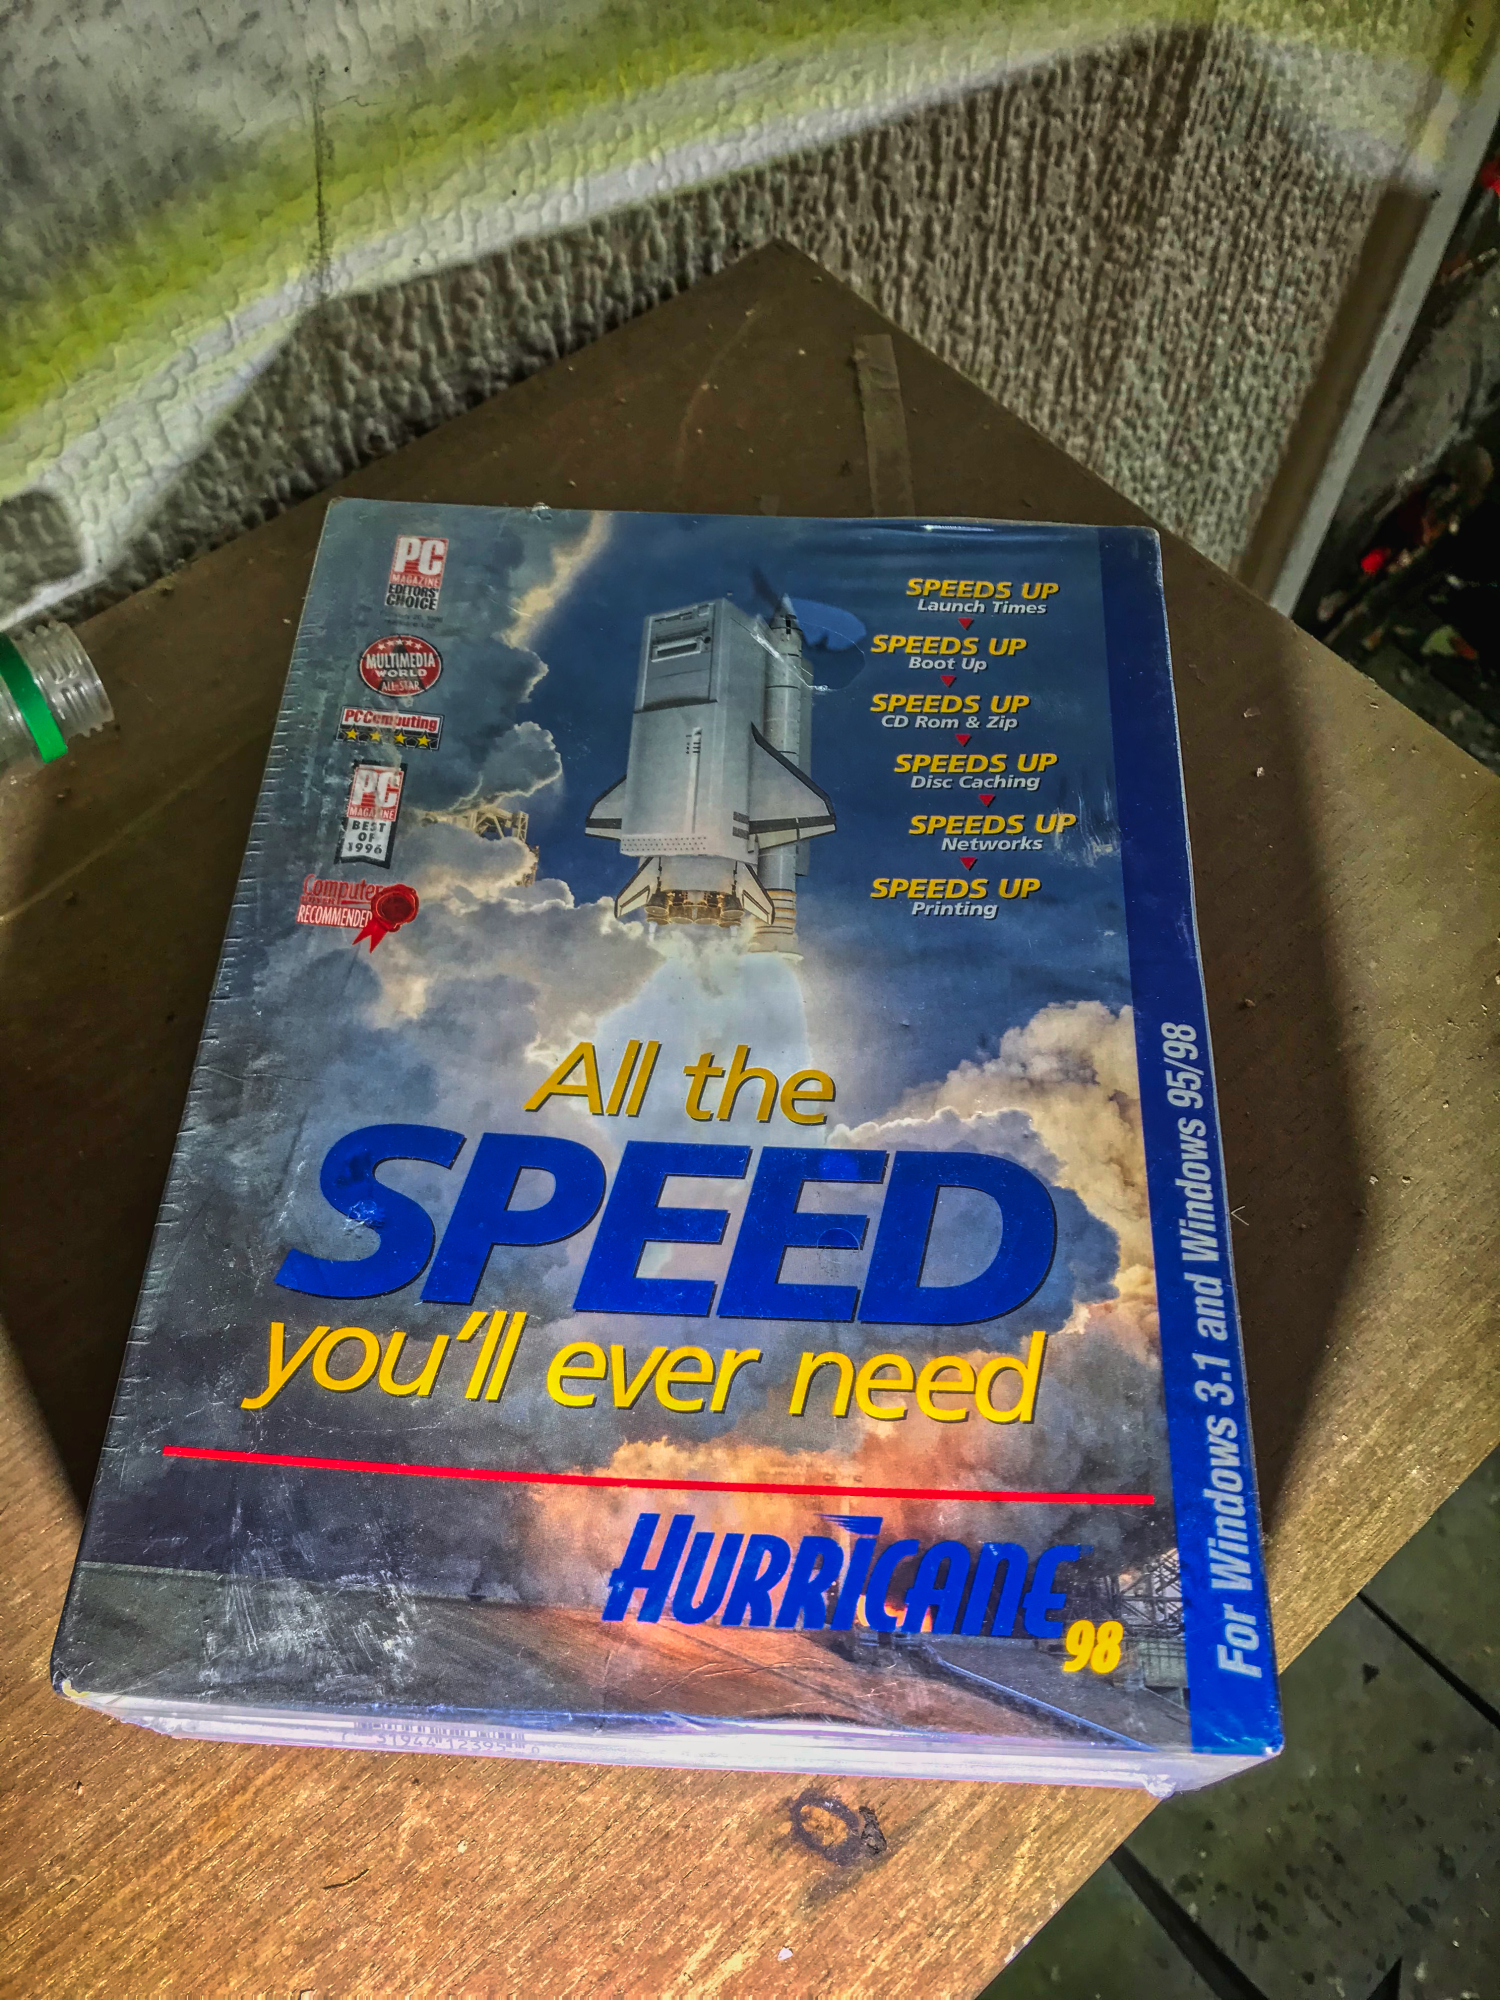 PC
MAGAZINE
EDITORS'
CHOICE
MULTIMEDIA
WORLD
ALL-STAR
PC Computing
PC
MAGAZINE
BEST
OF
1996
Computer
RECOMMENDED
SPEEDS UP
Launch Times
SPEEDS UP
Boot Up
SPEEDS UP
CD Rom & Zip
SPEEDS UP
Disc Caching
SPEEDS UP
Networks
SPEEDS UP
Printing
All the
SPEED
you'll ever need
HURRICANE
98
For Windows 3.1 and Windows 95/98